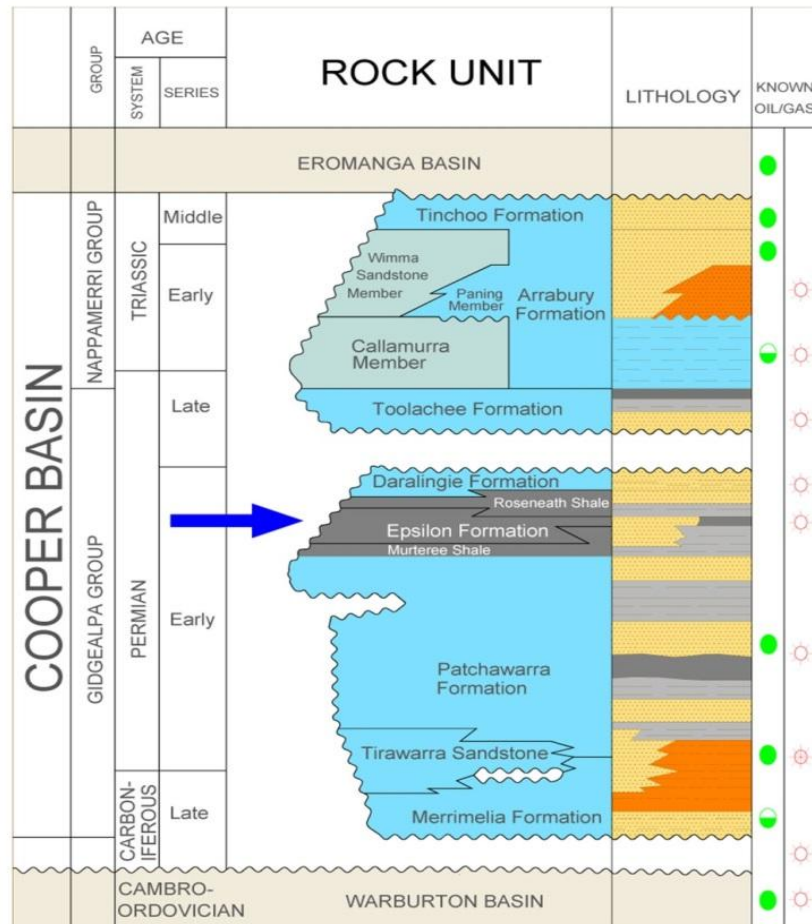 AGE
GROUP
SYSTEM
SERIES
ROCK UNIT
LITHOLOGY
KNOWN
OIL/GAS
EROMANGA BASIN
COOPER BASIN
NAPPAMERRI GROUP
GIDGEALPA GROUP
TRIASSIC
PERMIAN
CARBON-
IFEROUS
Middle
Early
Late
Early
Late
Tinchoo Formation
Wimma
Sandstone
Member
Paning
Member
Arrabury
Formation
Callamurra
Member
Toolachee Formation
Daralingie Formation
Roseneath Shale
Epsilon Formation
Murteree Shale
Patchawarra
Formation
Tirawarra Sandstone
Merrimelia Formation
CAMBRO-
ORDOVICIAN
WARBURTON BASIN